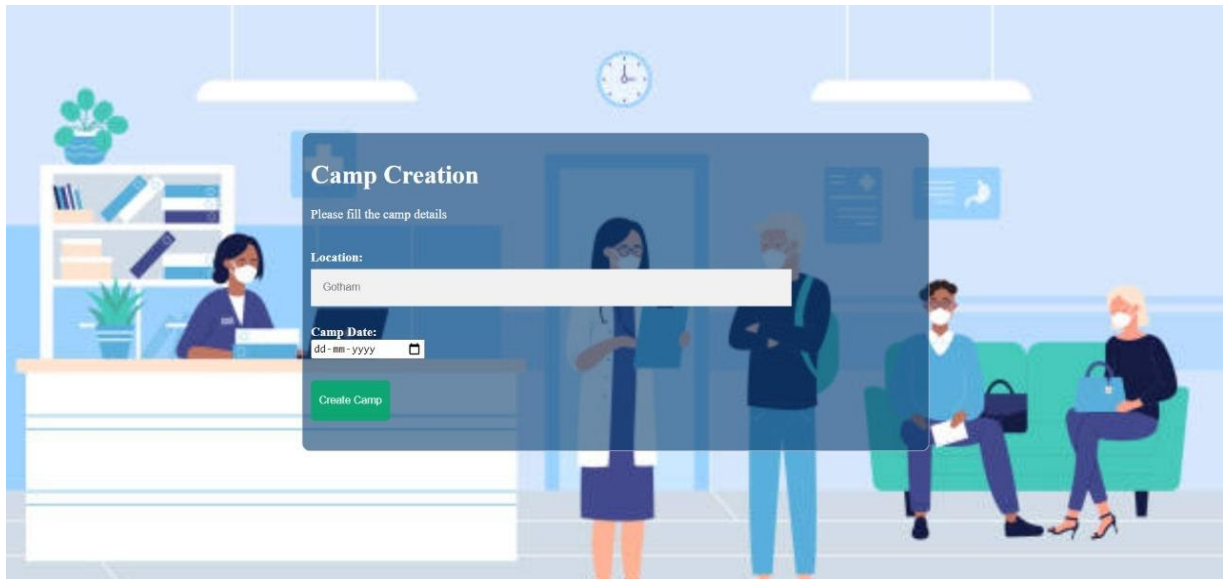 Camp Creation
Please fill the camp details
Location:
Gotham
Camp Date:
dd-mm-yyyy
Create Camp